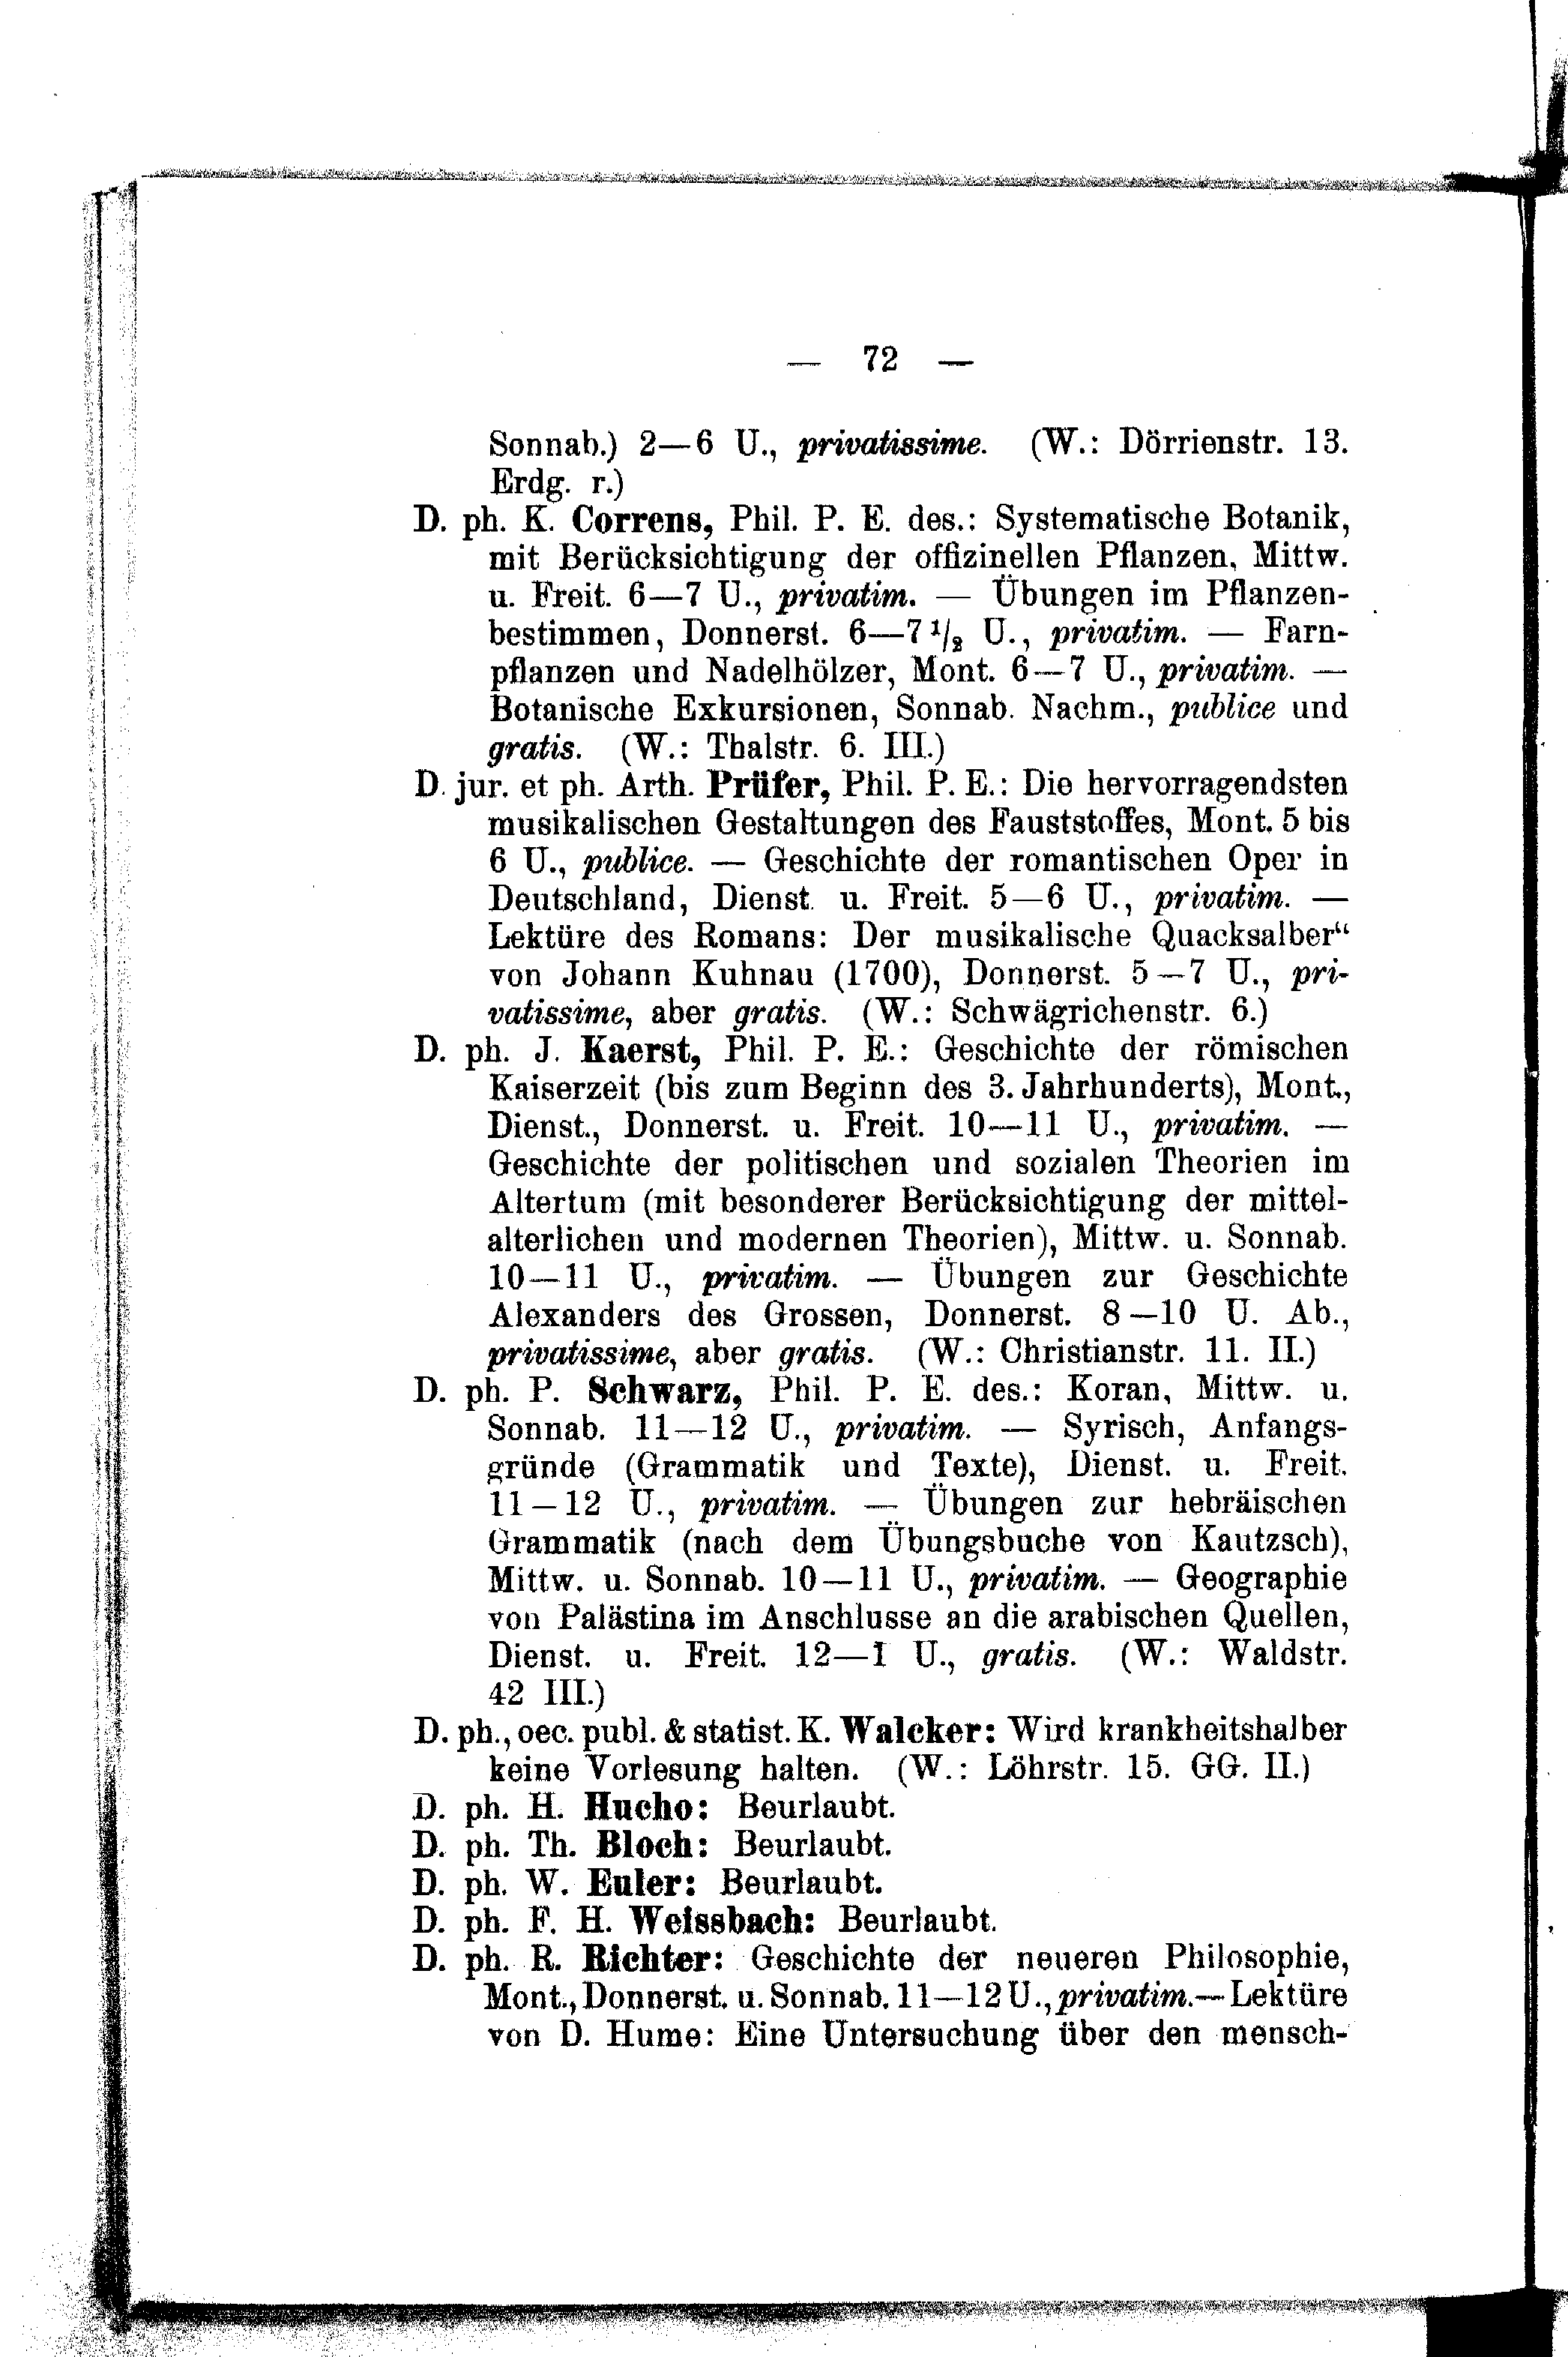 — 72 —
Sonnab.) 2—6 U., privatissime. (W.: Dörrienstr. 13.
Erdg. r.)
D. ph. K. Correns, Phil. P. E. des.: Systematische Botanik,
mit Berücksichtigung der offizinellen Pflanzen, Mittw.
u. Freit. 6—7 U., privatim. — Übungen im Pflanzen-
bestimmen, Donnerst. 6—7 1/2 U., privatim. — Farn-
pflanzen und Nadelhölzer, Mont. 6—7 U., privatim. —
Botanische Exkursionen, Sonnab. Nachm., publice und
gratis. (W.: Thalstr. 6. III.)
D. jur. et ph. Arth. Prüfer, Phil. P. E.: Die hervorragendsten
musikalischen Gestaltungen des Fauststoffes, Mont. 5 bis
6 U., publice. — Geschichte der romantischen Oper in
Deutschland, Dienst. u. Freit. 5—6 U., privatim. —
Lektüre des Romans: Der musikalische Quacksalber“
von Johann Kuhnau (1700), Donnerst. 5—7 U., pri-
vatissime, aber gratis. (W.: Schwägrichenstr. 6.)
D. ph. J. Kaerst, Phil. P. E.: Geschichte der römischen
Kaiserzeit (bis zum Beginn des 3. Jahrhunderts), Mont.,
Dienst., Donnerst. u. Freit. 10—11 U., privatim. —
Geschichte der politischen und sozialen Theorien im
Altertum (mit besonderer Berücksichtigung der mittel-
alterlichen und modernen Theorien), Mittw. u. Sonnab.
10—11 U., privatim. — Übungen zur Geschichte
Alexanders des Grossen, Donnerst. 8—10 U. Ab.,
privatissime, aber gratis. (W.: Christianstr. 11. II.)
D. ph. P. Schwarz, Phil. P. E. des.: Koran, Mittw. u.
Sonnab. 11—12 U., privatim. — Syrisch, Anfangs-
gründe (Grammatik und Texte), Dienst. u. Freit.
11—12 U., privatim. — Übungen zur hebräischen
Grammatik (nach dem Übungsbuche von Kautzsch),
Mittw. u. Sonnab. 10—11 U., privatim. — Geographie
von Palästina im Anschlusse an die arabischen Quellen,
Dienst. u. Freit. 12—1 U., gratis. (W.: Waldstr.
42 III.)
D. ph., oec. publ. & statist. K. Walcker: Wird krankheitshalber
keine Vorlesung halten. (W.: Löhrstr. 15. GG. II.)
D. ph. H. Hucho: Beurlaubt.
D. ph. Th. Bloch: Beurlaubt.
D. ph. W. Euler: Beurlaubt.
D. ph. F. H. Weissbach: Beurlaubt.
D. ph. R. Richter: Geschichte der neueren Philosophie,
Mont., Donnerst. u. Sonnab. 11—12 U., privatim. — Lektüre
von D. Hume: Eine Untersuchung über den mensch-